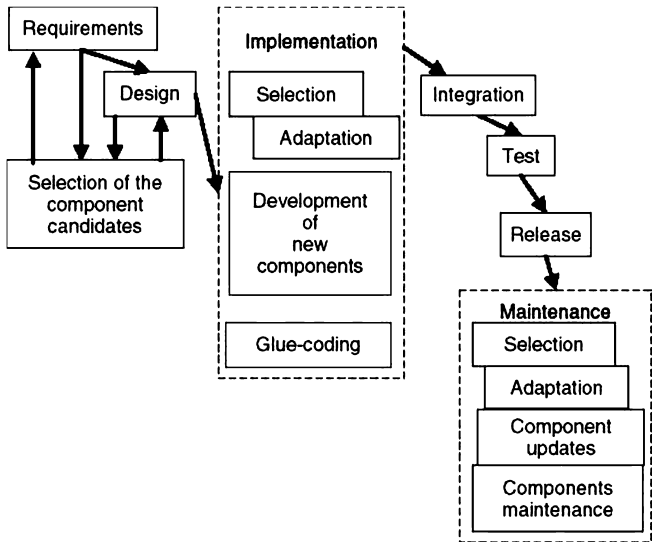 Requirements
Design
Selection of the
component
candidates
Implementation
Selection
Adaptation
Development
of
new
components
Glue-coding
Integration
Test
Release
Maintenance
Selection
Adaptation
Component
updates
Components
maintenance